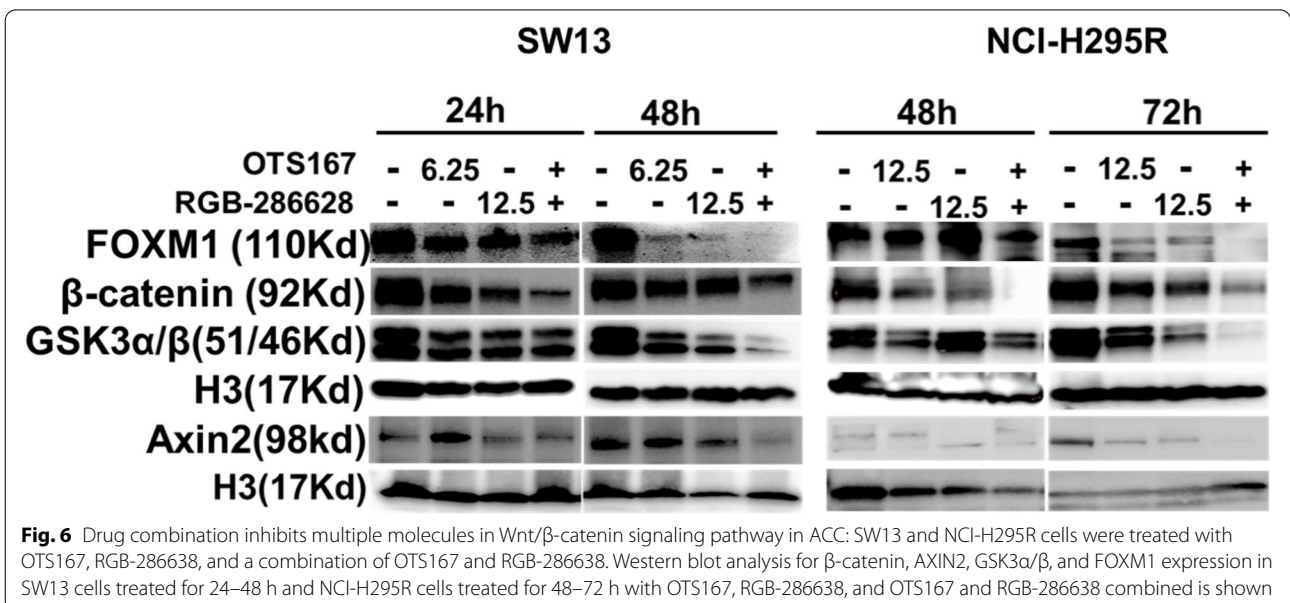 SW13 NCI-H295R
24h 48h 48h 72h
OTS167 - 6.25 - + - 6.25 - + - 12.5 - + - 12.5 - +
RGB-286628 - - 12.5 + - - 12.5 + - - 12.5 + - - 12.5 +
FOXM1 (110Kd)
β-catenin (92Kd)
GSK3α/β(51/46Kd)
H3(17Kd)
Axin2(98kd)
H3(17Kd)
Fig. 6 Drug combination inhibits multiple molecules in Wnt/β-catenin signaling pathway in ACC: SW13 and NCI-H295R cells were treated with
OTS167, RGB-286638, and a combination of OTS167 and RGB-286638. Western blot analysis for β-catenin, AXIN2, GSK3α/β, and FOXM1 expression in
SW13 cells treated for 24–48 h and NCI-H295R cells treated for 48–72 h with OTS167, RGB-286638, and OTS167 and RGB-286638 combined is shown